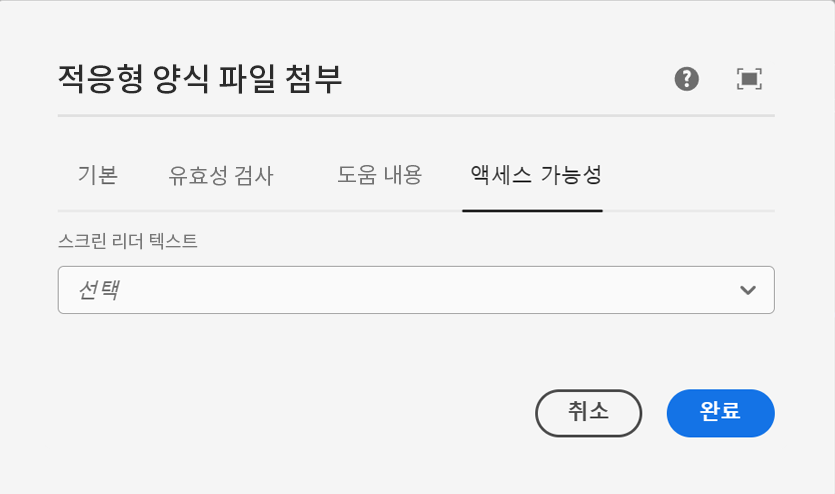 적응형 양식 파일 첨부
기본 유효성 검사 도움 내용 액세스 가능성
스크린 리더 텍스트
선택
취소 완료